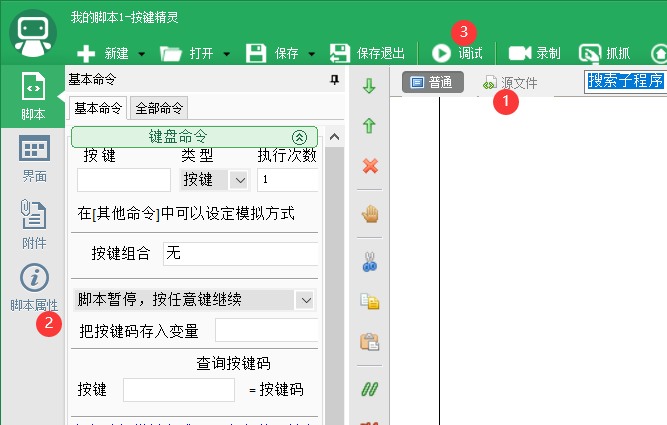 我的脚本1-按键精灵
新建 打开 保存 保存退出 调试 录制 抓抓
3
脚本
界面
附件
脚本属性
2
基本命令
基本命令 全部命令
键盘命令
按 键 类 型 执行次数
按键 1
在[其他命令]中可以设定模拟方式
按键组合 无
脚本暂停，按任意键继续
把按键码存入变量
查询按键码
按键 = 按键码
普通 源文件 搜索子程序
1